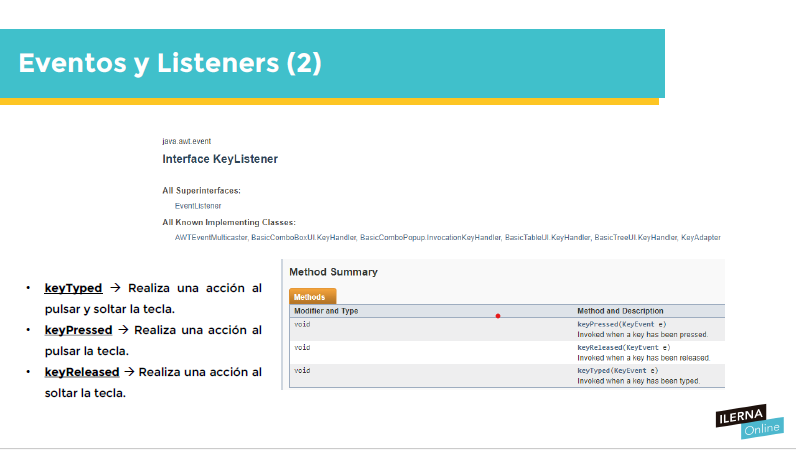 Eventos y Listeners (2)
java.awt.event
Interface KeyListener
All Superinterfaces:
EventListener
All Known Implementing Classes:
AWTEventMulticaster, BasicComboBoxUI.KeyHandler, BasicComboPopup.InvocationKeyHandler, BasicTableUI.KeyHandler, BasicTreeUI.KeyHandler, KeyAdapter
• keyTyped → Realiza una acción al
pulsar y soltar la tecla.
• keyPressed → Realiza una acción al
pulsar la tecla.
• keyReleased → Realiza una acción al
soltar la tecla.
Method Summary
Methods
Modifier and Type Method and Description
void keyPressed(KeyEvent e)
Invoked when a key has been pressed.
void keyReleased(KeyEvent e)
Invoked when a key has been released.
void keyTyped(KeyEvent e)
Invoked when a key has been typed.
ILERNA
Online